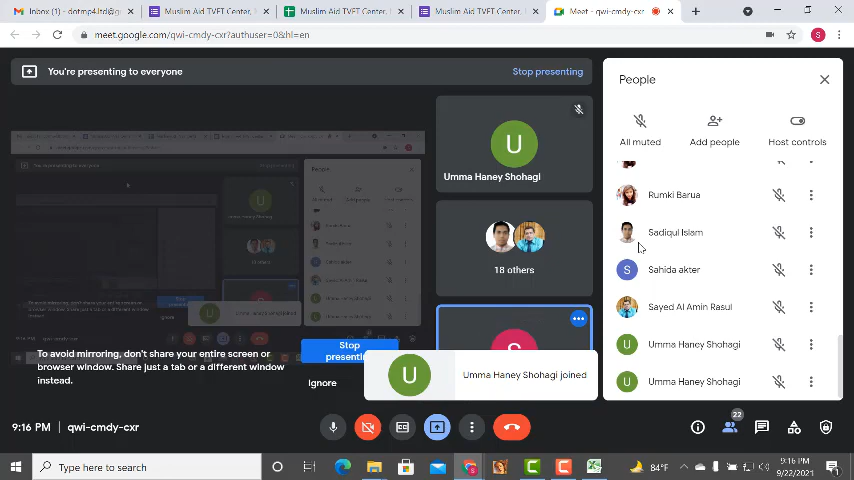 Inbox (1) - dotmp4.ltd@g
Muslim Aid TVET Center,
Muslim Aid TVET Center,
Muslim Aid TVET Center,
Meet - qwi-cmdy-cxr
meet.google.com/qwi-cmdy-cxr?authuser=0&hl=en
S
You're presenting to everyone
Stop presenting
People
All muted
Add people
Host controls
U
Umma Haney Shohagi
18 others
Rumki Barua
Sadiqul Islam
S
Sahida akter
Sayed Al Amin Rasul
U
Umma Haney Shohagi
U
Umma Haney Shohagi
To avoid mirroring, don't share your entire screen or
browser window. Share just a tab or a different window
instead.
Stop
presenting
Ignore
U
Umma Haney Shohagi joined
9:16 PM
qwi-cmdy-cxr
22
Type here to search
84°F
9:16 PM
9/22/2021
1